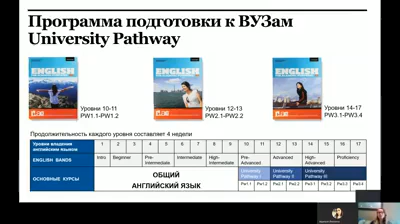 Программа подготовки к ВУЗам
University Pathway
ENGLISH
Уровни 10-11
PW1.1-PW1.2
ENGLISH
Уровни 12-13
PW2.1-PW2.2
ENGLISH
Уровни 14-17
PW3.1-PW3.4
Продолжительность каждого уровня составляет 4 недели
Уровни владения английским языком 1 2 3 4 5 6 7 8 9 10 11 12 13 14 15 16 17
ENGLISH BANDS Intro Beginner Pre-Intermediate Intermediate High-Intermediate Pre-Advanced Advanced High-Advanced Proficiency
ОСНОВНЫЕ КУРСЫ ОБЩИЙ АНГЛИЙСКИЙ ЯЗЫК University Pathway I University Pathway II University Pathway III
Pw1.1 Pw1.2 Pw2.1 Pw2.2 Pw3.1 Pw3.2 Pw3.3 Pw3.4